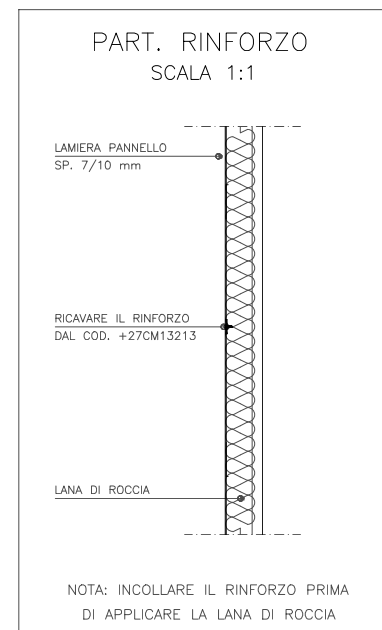 PART. RINFORZO
SCALA 1:1
LAMIERA PANNELLO
SP. 7/10 mm
RICAVARE IL RINFORZO
DAL COD. +27CM13213
LANA DI ROCCIA
NOTA: INCOLLARE IL RINFORZO PRIMA
DI APPLICARE LA LANA DI ROCCIA